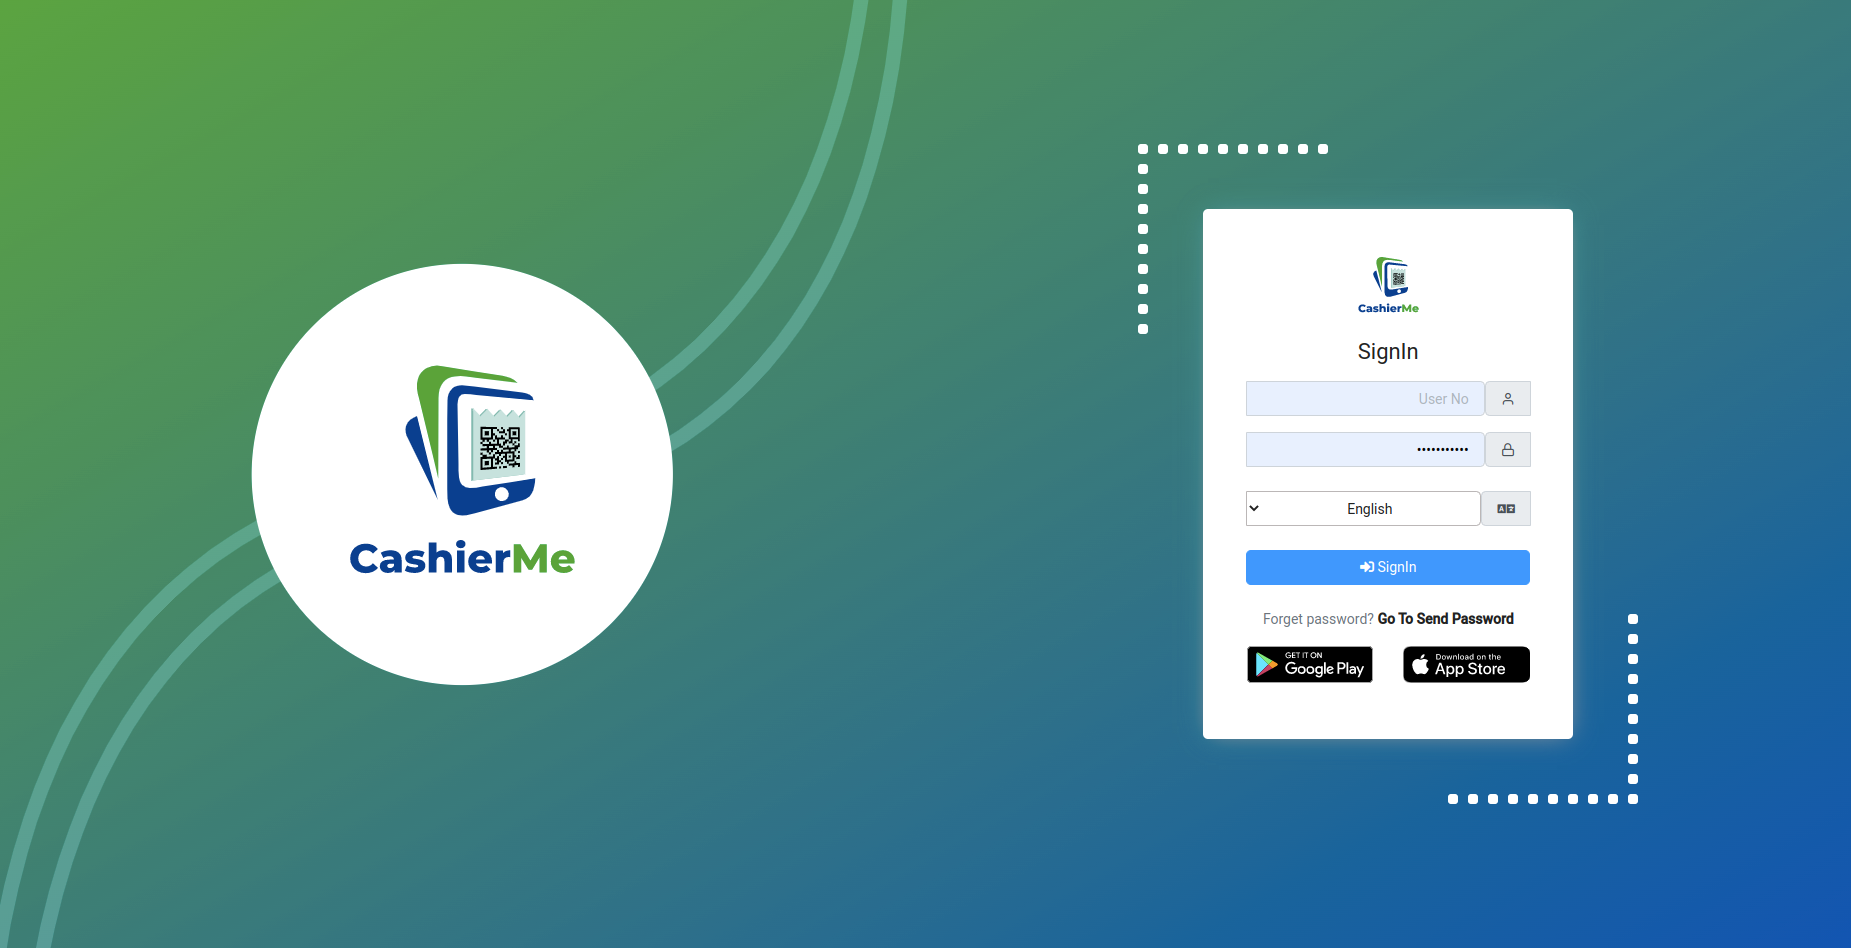 CashierMe
CashierMe
SignIn
User No
•••••••••••
English
SignIn
Forget password? Go To Send Password
GET IT ON
Google Play
Download on the
App Store